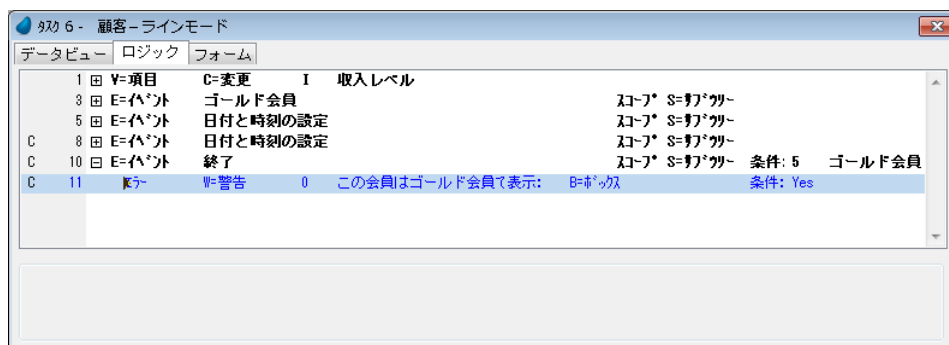 ﾀｽｸ 6 - 顧客－ラインモード
データビュー ロジック フォーム
1 V=項目 C=変更 I 収入レベル
3 E=ｲﾍﾞﾝﾄ ゴールド会員 ｽｺｰﾌﾟ S=ｻﾌﾞﾂﾘｰ
5 E=ｲﾍﾞﾝﾄ 日付と時刻の設定 ｽｺｰﾌﾟ S=ｻﾌﾞﾂﾘｰ
C 8 E=ｲﾍﾞﾝﾄ 日付と時刻の設定 ｽｺｰﾌﾟ S=ｻﾌﾞﾂﾘｰ
C 10 E=ｲﾍﾞﾝﾄ 終了 ｽｺｰﾌﾟ S=ｻﾌﾞﾂﾘｰ 条件: 5 ゴールド会員
C 11 ｴﾗｰ W=警告 0 この会員はゴールド会員で表示: B=ﾎﾞｯｸｽ 条件: Yes